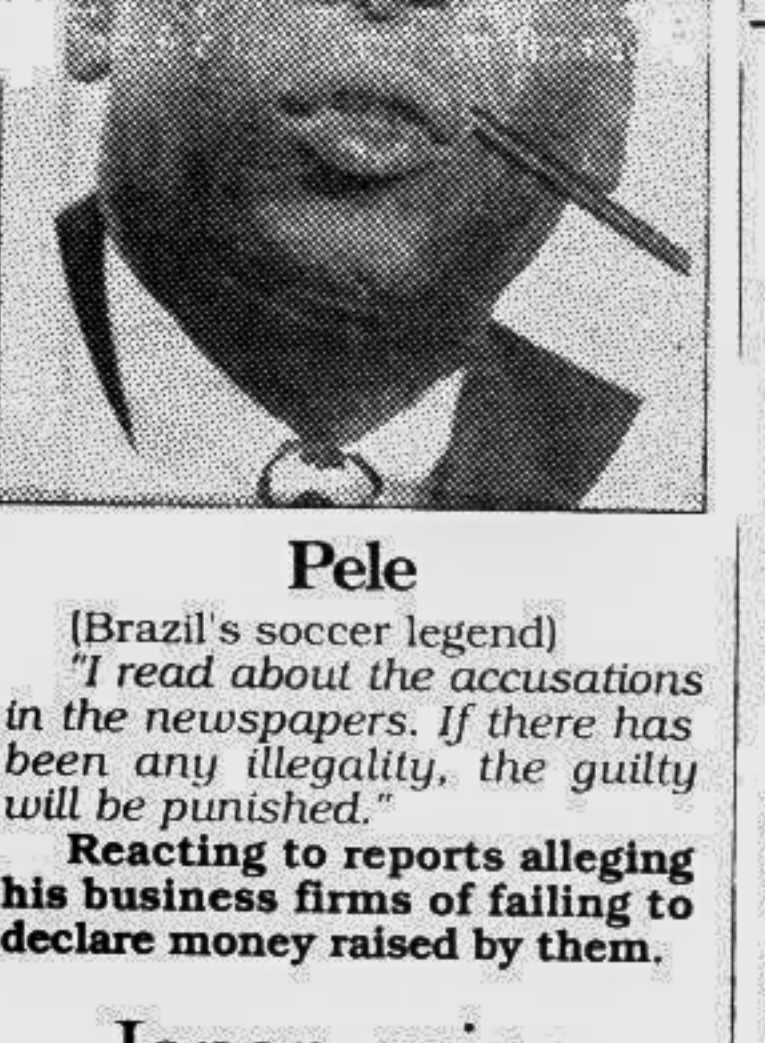 Pele
(Brazil's soccer legend)
"I read about the accusations
in the newspapers. If there has
been any illegality, the guilty
will be punished."
Reacting to reports alleging
his business firms of failing to
declare money raised by them.